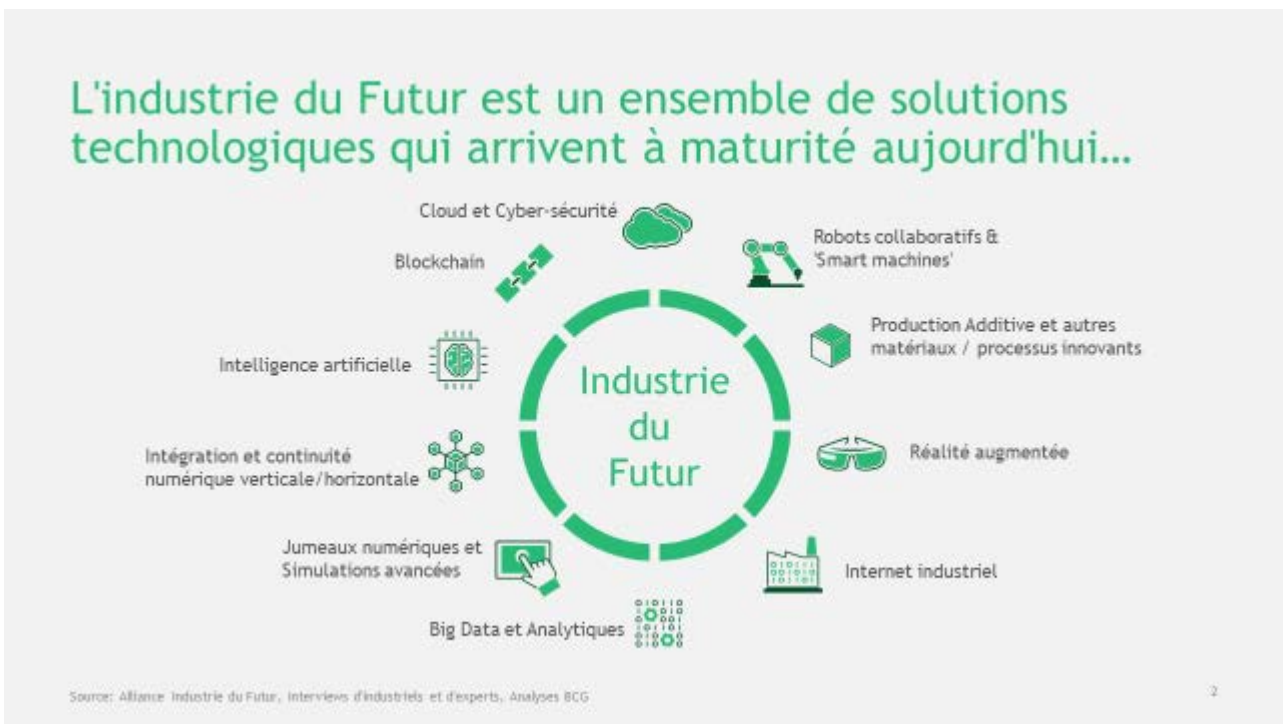 L'industrie du Futur est un ensemble de solutions
technologiques qui arrivent à maturité aujourd'hui...
Cloud et Cyber-sécurité
Robots collaboratifs &
'Smart machines'
Blockchain
Production Additive et autres
matériaux / processus innovants
Intelligence artificielle
Industrie
du
Futur
Réalité augmentée
Intégration et continuité
numérique verticale/horizontale
Jumeaux numériques et
Simulations avancées
Internet industriel
Big Data et Analytiques
Source: Alliance Industrie du Futur, Interviews d'industriels et d'experts, Analyses BCG
2